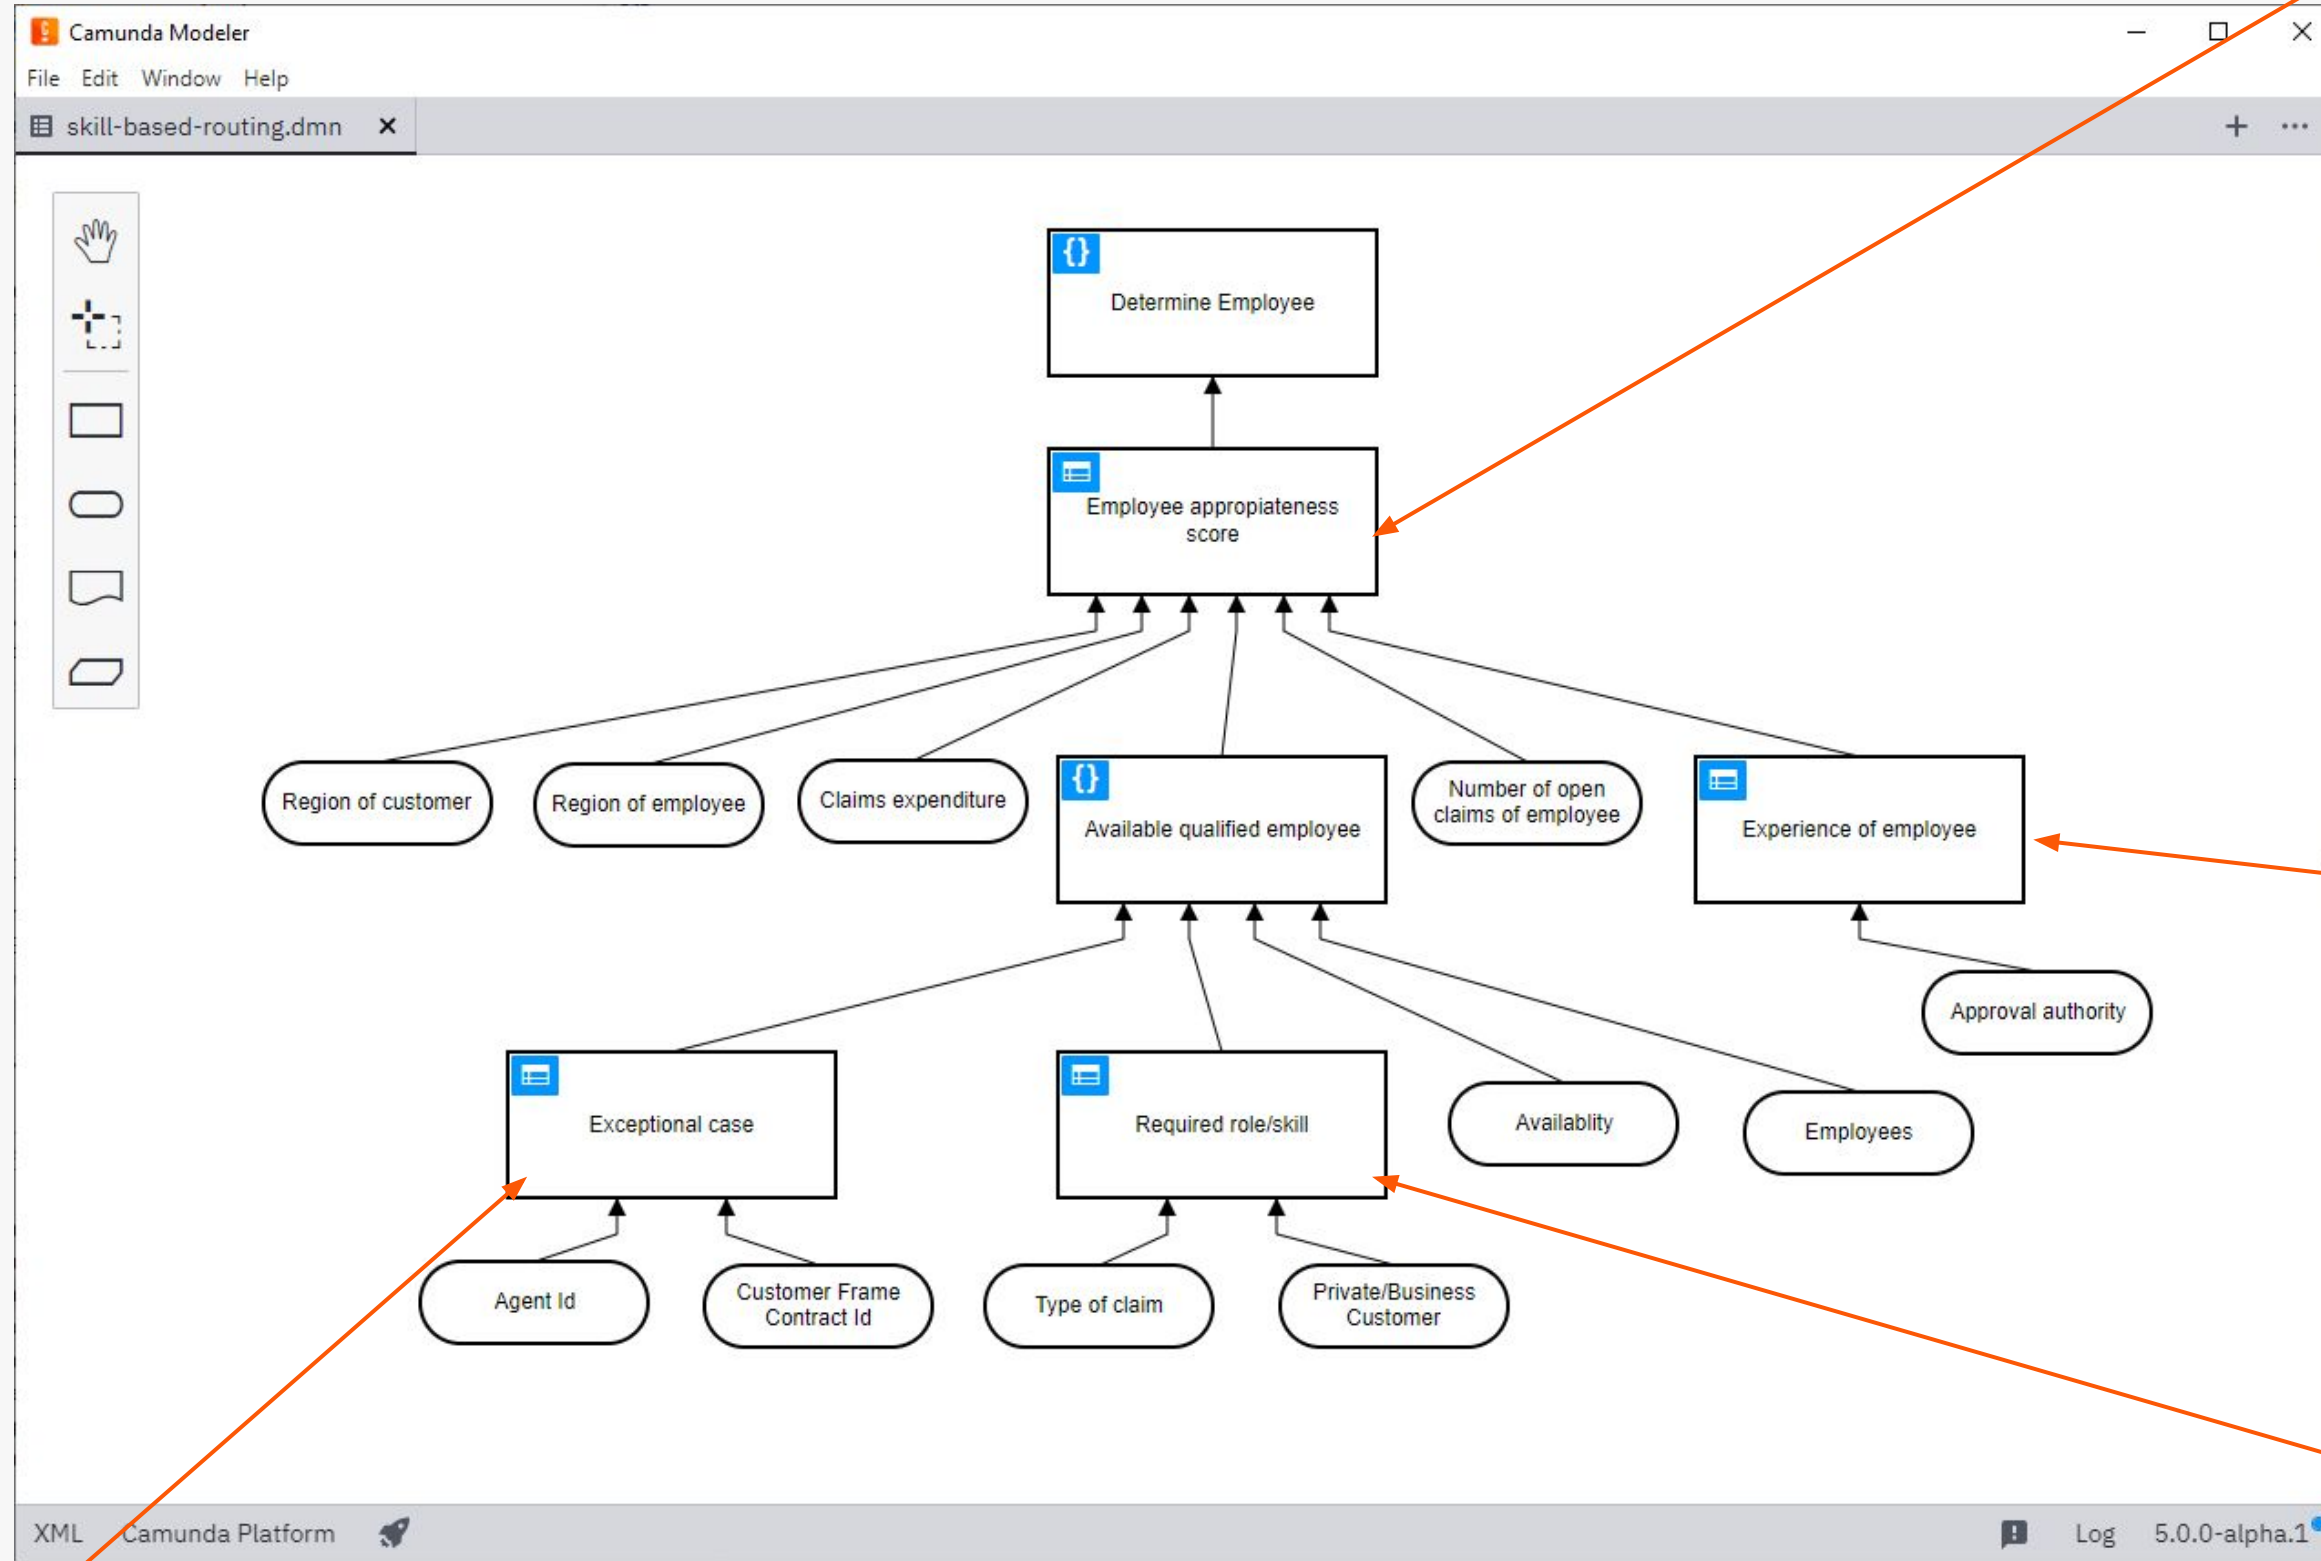 Camunda Modeler
File Edit Window Help
skill-based-routing.dmn
Determine Employee
Employee appropiateness
score
Region of customer
Region of employee
Claims expenditure
Available qualified employee
Number of open
claims of employee
Experience of employee
Approval authority
Exceptional case
Required role/skill
Availablity
Employees
Agent Id
Customer Frame
Contract Id
Type of claim
Private/Business
Customer
XML Camunda Platform Log 5.0.0-alpha.1